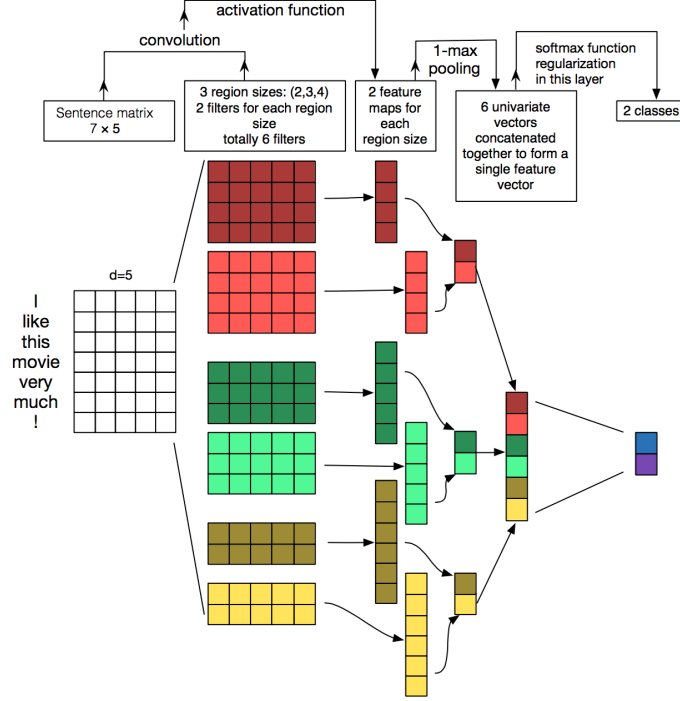 activation function
convolution
1-max
pooling
softmax function
regularization
in this layer
Sentence matrix
7 × 5
3 region sizes: (2,3,4)
2 filters for each region
size
totally 6 filters
2 feature
maps for
each
region size
6 univariate
vectors
concatenated
together to form a
single feature
vector
2 classes
d=5
I
like
this
movie
very
much
!